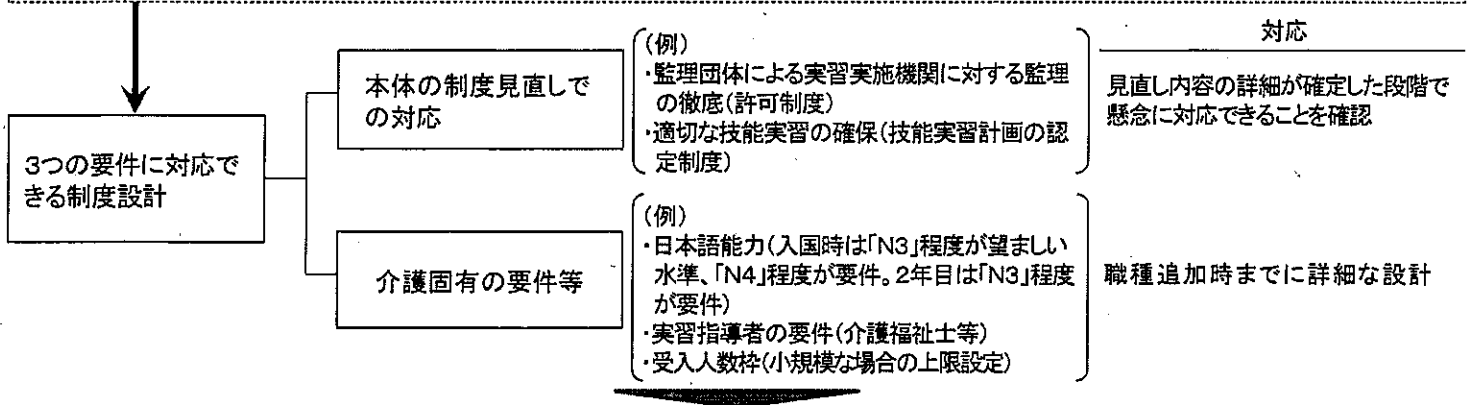 対応
3つの要件に対応で
きる制度設計
本体の制度見直しで
の対応
(例)
・監理団体による実習実施機関に対する監理
の徹底(許可制度)
・適切な技能実習の確保(技能実習計画の認
定制度)
見直し内容の詳細が確定した段階で
懸念に対応できることを確認
介護固有の要件等
(例)
・日本語能力(入国時は「N3」程度が望ましい
水準、「N4」程度が要件。2年目は「N3」程度
が要件)
・実習指導者の要件(介護福祉士等)
・受入人数枠(小規模な場合の上限設定)
職種追加時までに詳細な設計